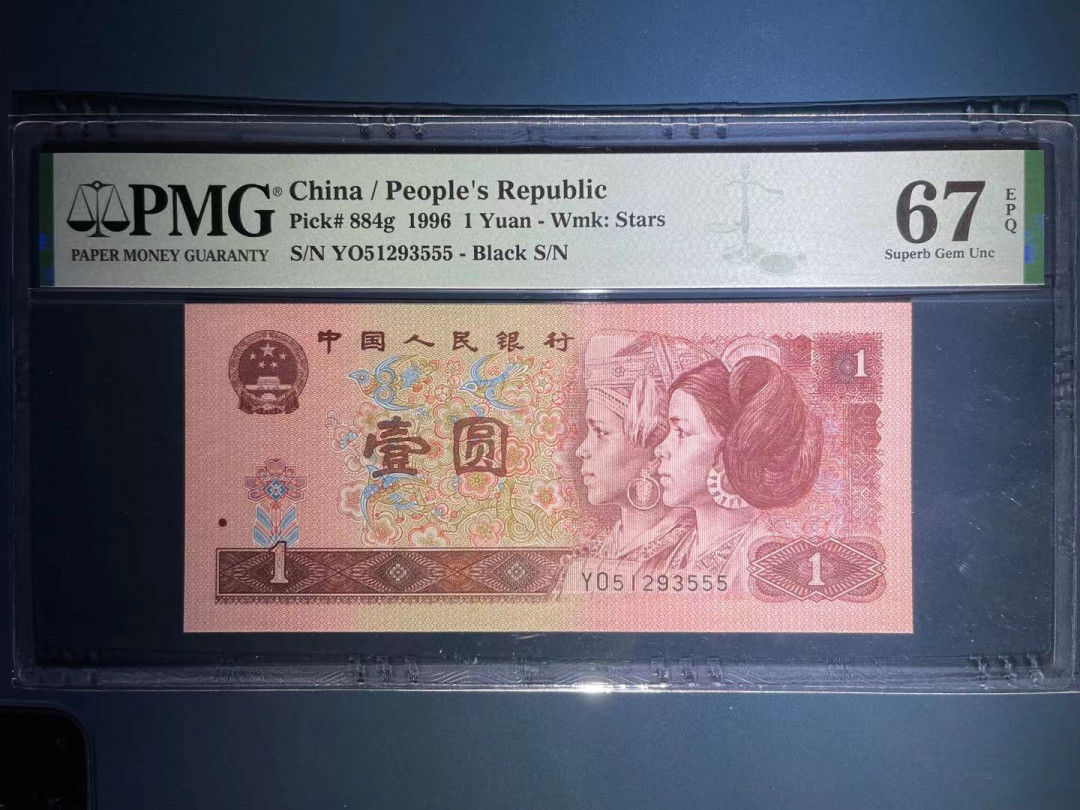 PMG®
PAPER MONEY GUARANTY
China / People's Republic
Pick# 884g 1996 1 Yuan - Wmk: Stars
S/N YO51293555 - Black S/N
67
EPQ
Superb Gem Unc
中国人民银行
1
壹圆
1
YO51293555
1